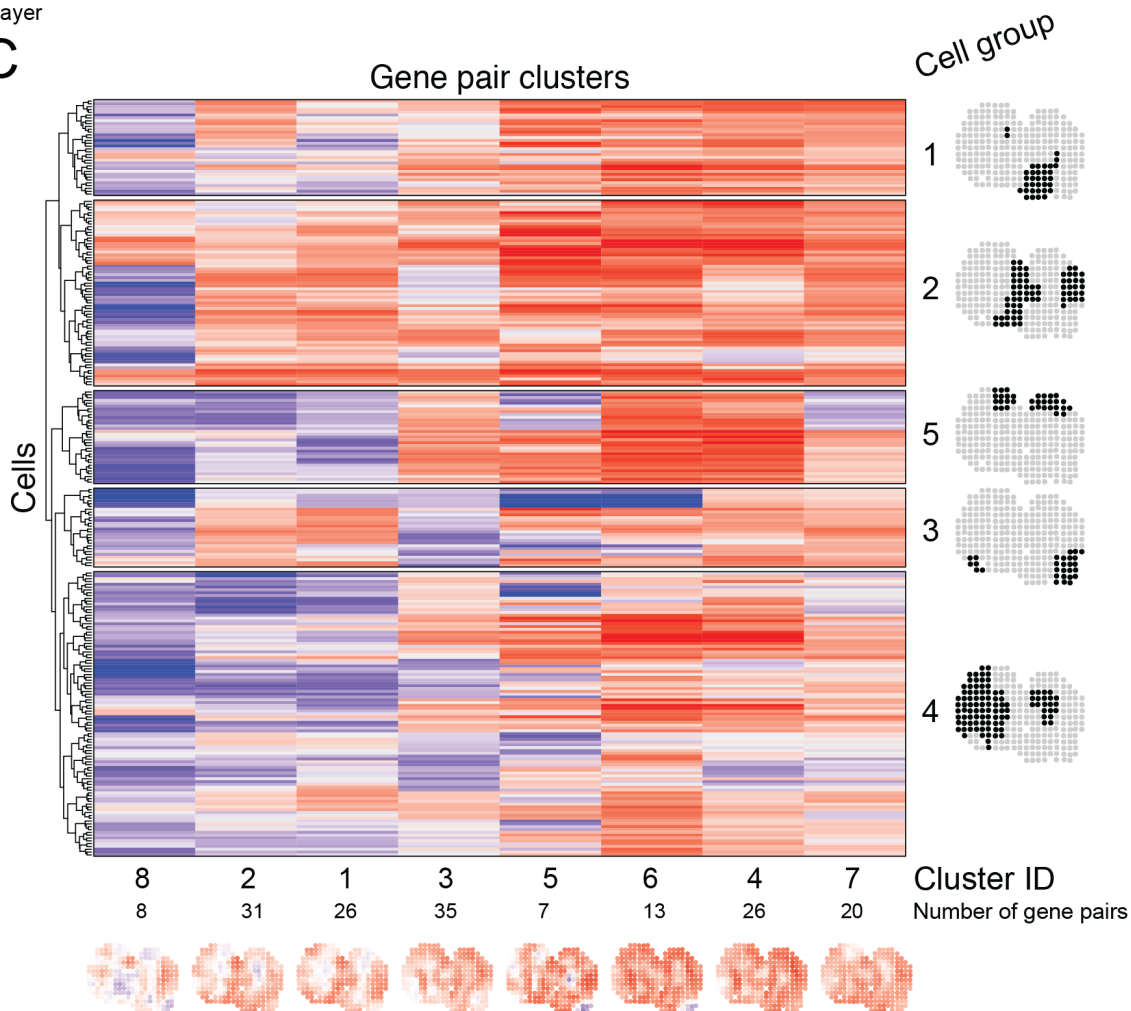 ayer
C
Gene pair clusters
Cell group
Cells
1
2
5
3
4
8 2 1 3 5 6 4 7 Cluster ID
8 31 26 35 7 13 26 20 Number of gene pairs